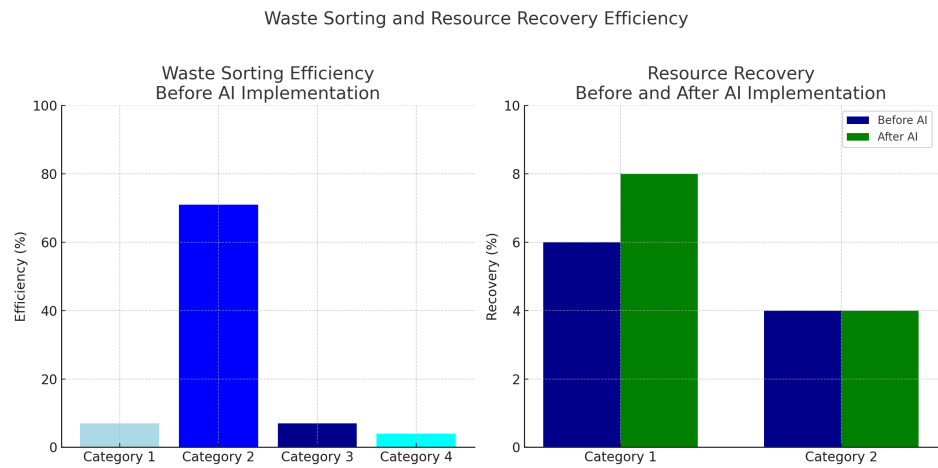 Waste Sorting and Resource Recovery Efficiency
Waste Sorting Efficiency
Before AI Implementation
Efficiency (%)
100
80
60
40
20
0
Category 1 Category 2 Category 3 Category 4
Resource Recovery
Before and After AI Implementation
Recovery (%)
10
8
6
4
2
0
Before AI
After AI
Category 1 Category 2